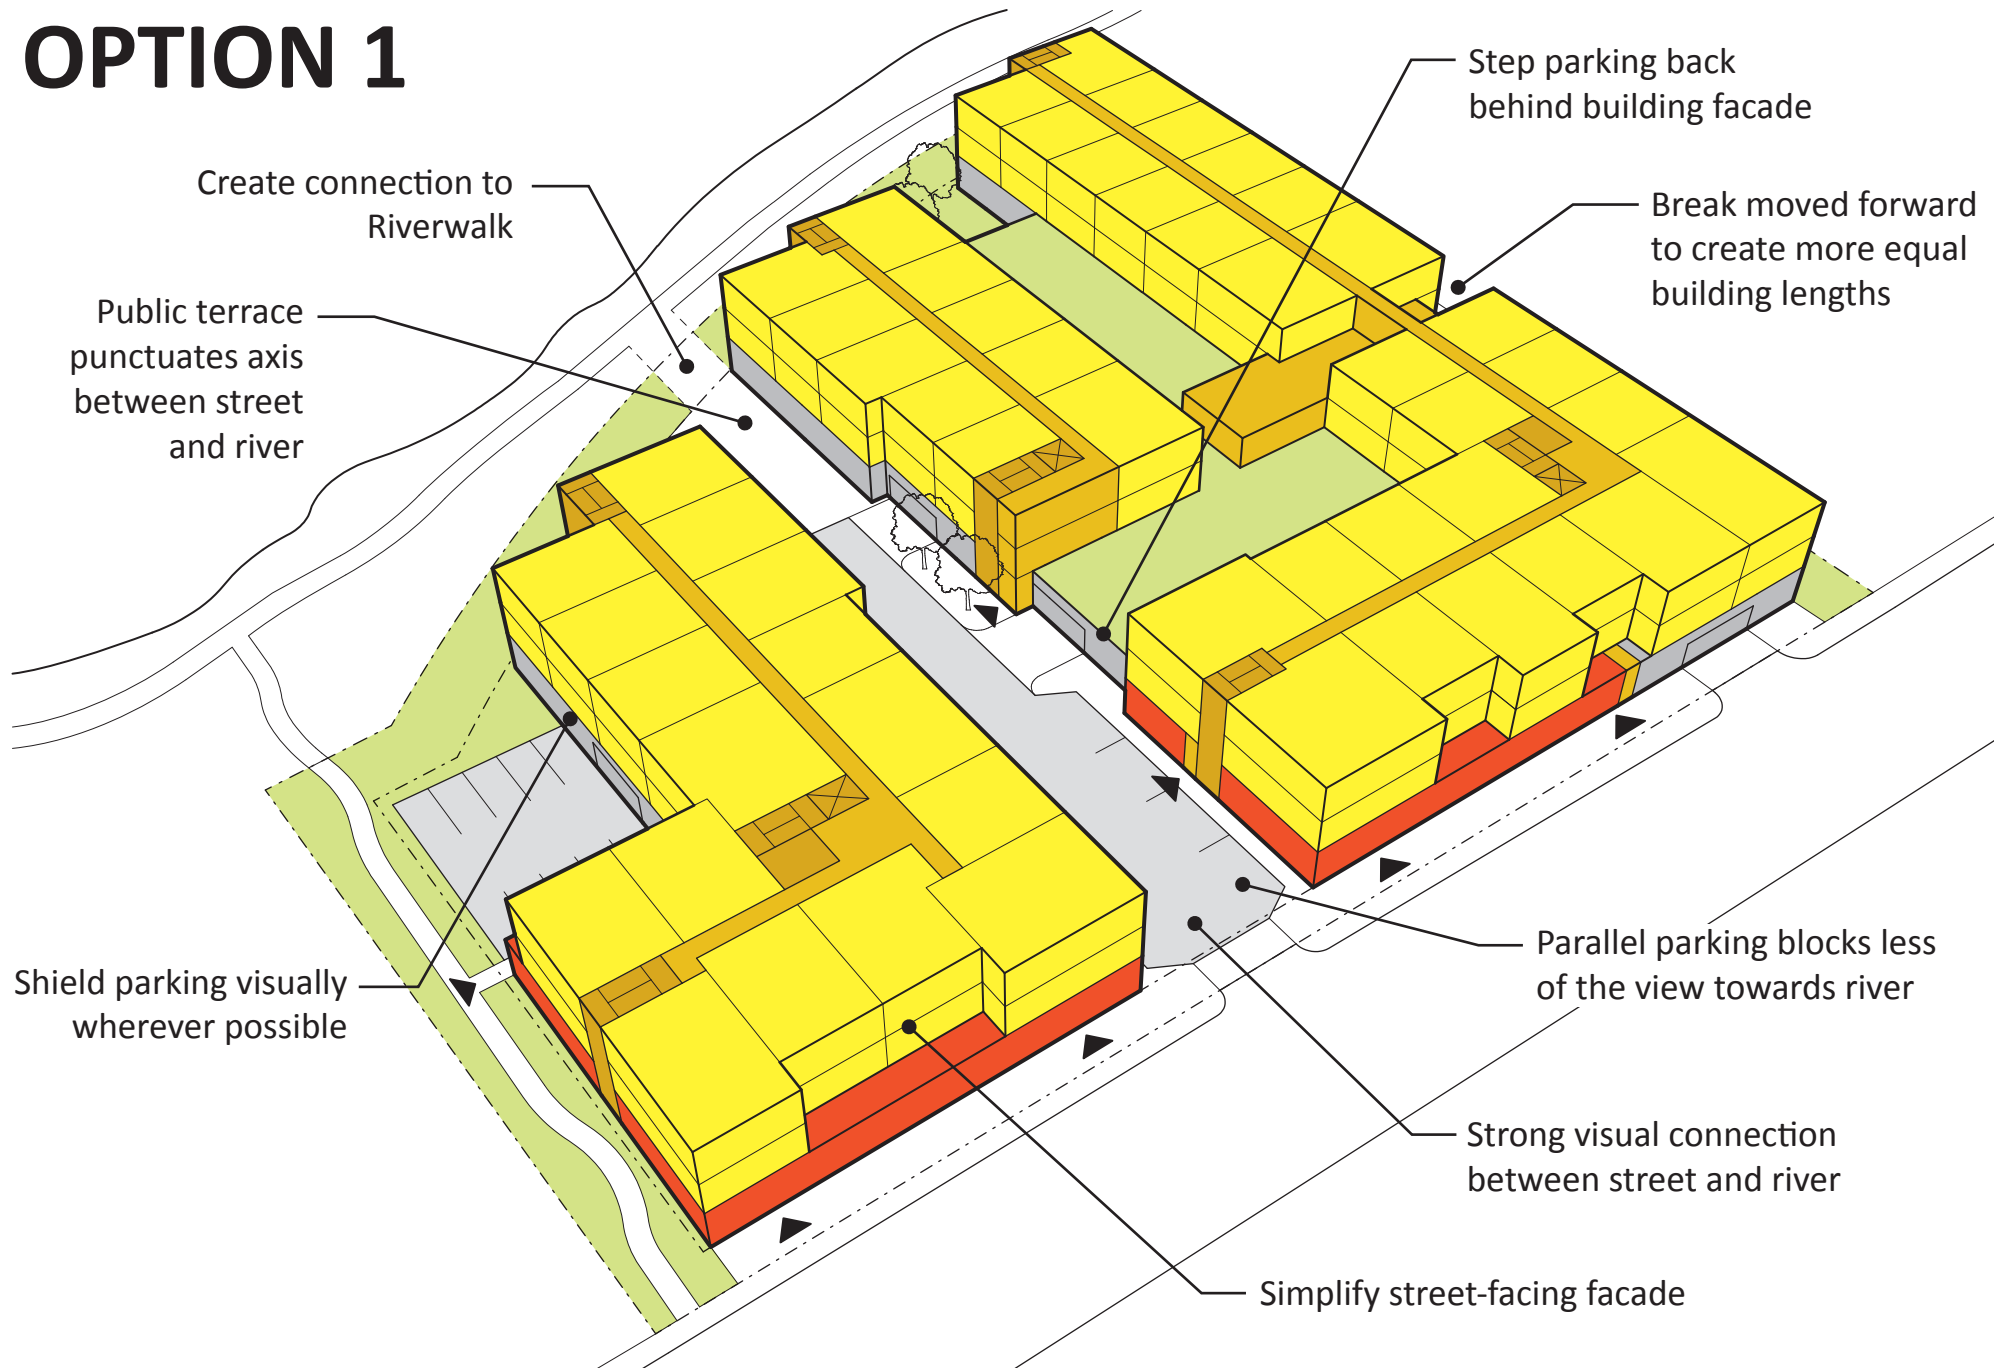 OPTION 1
Step parking back
behind building facade
Create connection to
Riverwalk
Break moved forward
to create more equal
building lengths
Public terrace
punctuates axis
between street
and river
Shield parking visually
wherever possible
Parallel parking blocks less
of the view towards river
Strong visual connection
between street and river
Simplify street-facing facade